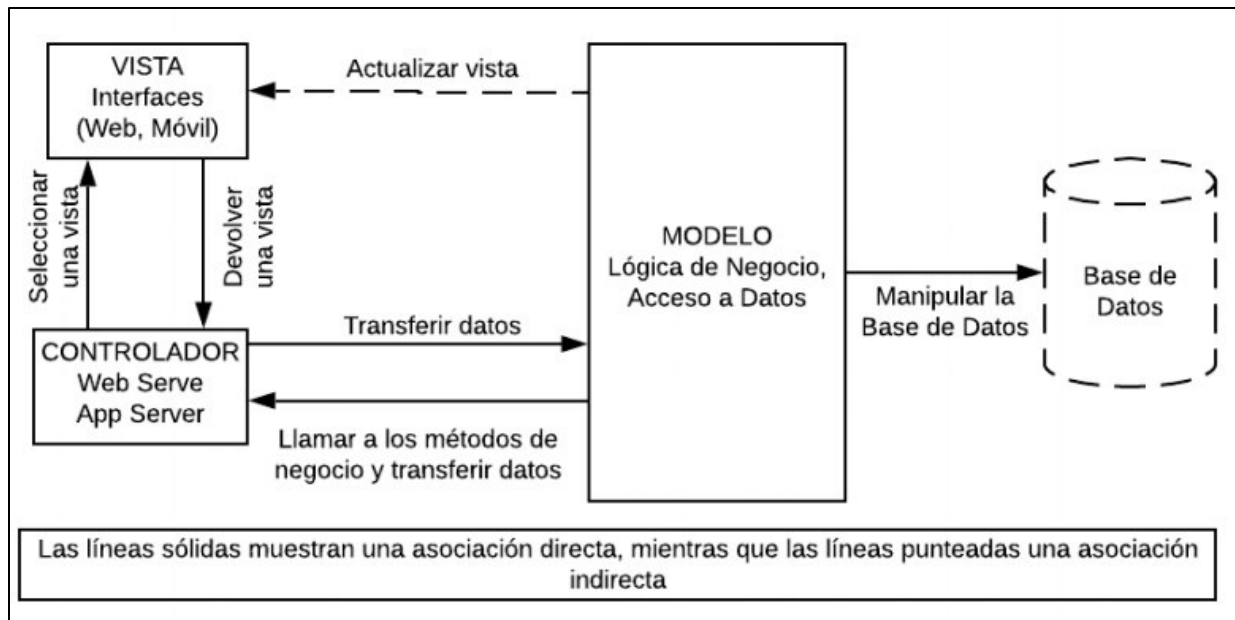 VISTA
Interfaces
(Web, Móvil)
Actualizar vista
Seleccionar
una vista
Devolver
una vista
MODELO
Lógica de Negocio,
Acceso a Datos
Manipular la
Base de Datos
Base de
Datos
CONTROLADOR
Web Serve
App Server
Transferir datos
Llamar a los métodos de
negocio y transferir datos
Las líneas sólidas muestran una asociación directa, mientras que las líneas punteadas una asociación
indirecta